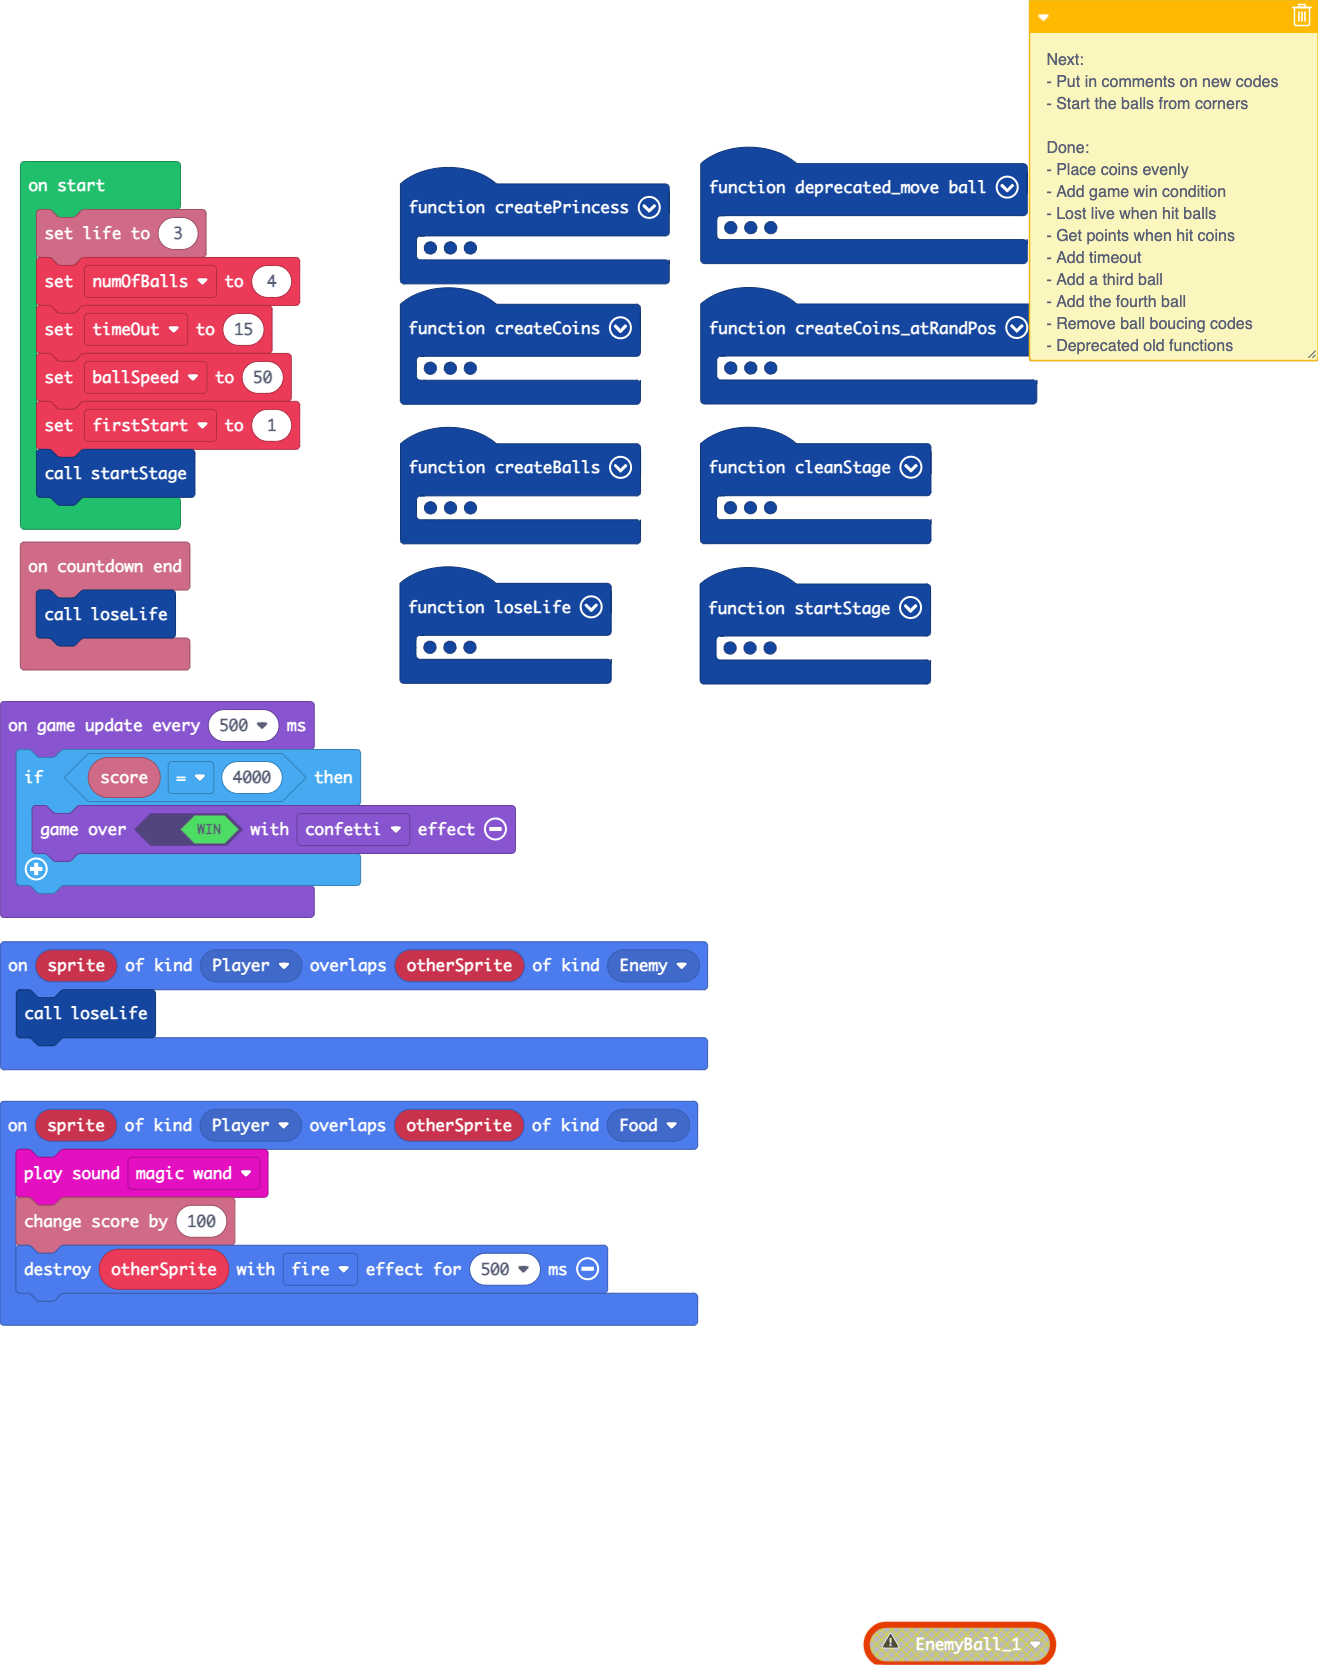 Next:
- Put in comments on new codes
- Start the balls from corners
Done:
- Place coins evenly
- Add game win condition
- Lost live when hit balls
- Get points when hit coins
- Add timeout
- Add a third ball
- Add the fourth ball
- Remove ball boucing codes
- Deprecated old functions
on start
set life to 3
set numOfBalls to 4
set timeOut to 15
set ballSpeed to 50
set firstStart to 1
call startStage
on countdown end
call loseLife
function createPrincess
function deprecated_move ball
function createCoins
function createCoins_atRandPos
function createBalls
function cleanStage
function loseLife
function startStage
on game update every 500 ms
if score = 4000 then
game over WIN with confetti effect
on sprite of kind Player overlaps otherSprite of kind Enemy
call loseLife
on sprite of kind Player overlaps otherSprite of kind Food
play sound magic wand
change score by 100
destroy otherSprite with fire effect for 500 ms
EnemyBall_1